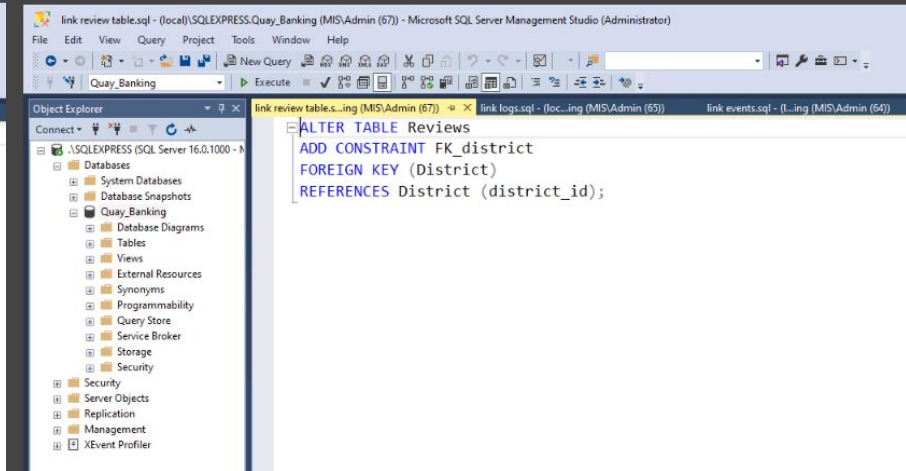 link review table.sql - (local)\SQLEXPRESS.Quay_Banking (MIS\Admin (67)) - Microsoft SQL Server Management Studio (Administrator)
File Edit View Query Project Tools Window Help
New Query
Quay_Banking Execute
Object Explorer
link review table.s...ing (MIS\Admin (67)) link logs.sql - (loc...ing (MIS\Admin (65)) link events.sql - (l...ing (MIS\Admin (64))
Connect
.\SQLEXPRESS (SQL Server 16.0.1000 -
Databases
System Databases
Database Snapshots
Quay_Banking
Database Diagrams
Tables
Views
External Resources
Synonyms
Programmability
Query Store
Service Broker
Storage
Security
Security
Server Objects
Replication
Management
XEvent Profiler
ALTER TABLE Reviews
ADD CONSTRAINT FK_district
FOREIGN KEY (District)
REFERENCES District (district_id);